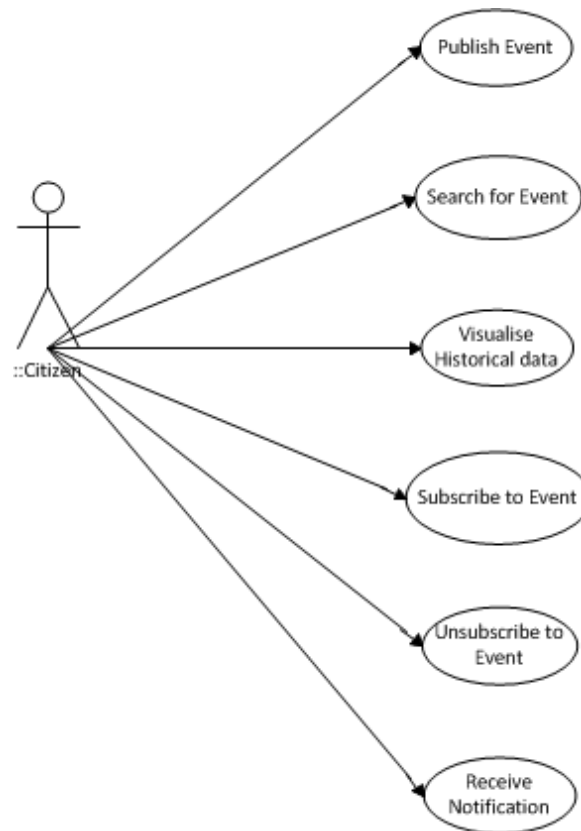 Publish Event
Search for Event
Visualise
Historical data
::Citizen
Subscribe to Event
Unsubscribe to
Event
Receive
Notification